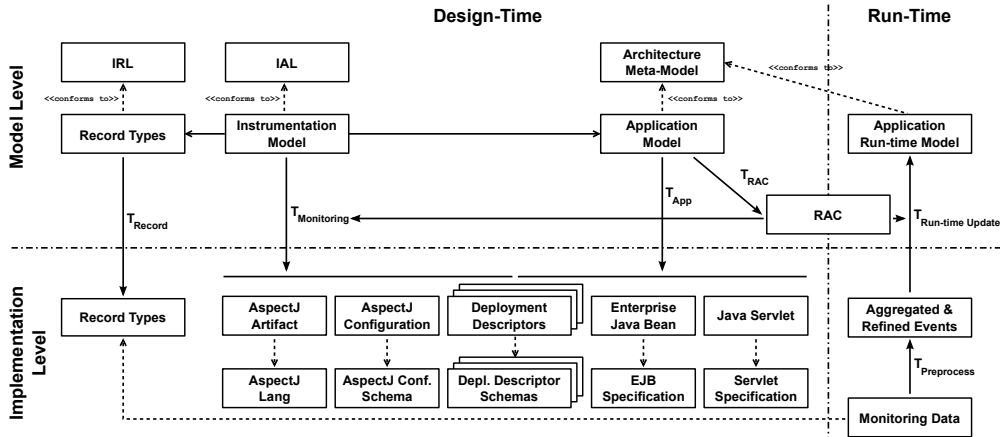 Design-Time
Run-Time
Model Level
IRL
IAL
Architecture
Meta-Model
<<conforms to>>
<<conforms to>>
<<conforms to>>
<<conforms to>>
Record Types
Instrumentation
Model
Application
Model
Application
Run-time Model
TRAC
TRecord
TMonitoring
TApp
RAC
TRun-time Update
Implementation
Level
Record Types
AspectJ
Artifact
AspectJ
Configuration
Deployment
Descriptors
Enterprise
Java Bean
Java Servlet
Aggregated &
Refined Events
AspectJ
Lang
AspectJ Conf.
Schema
Depl. Descriptor
Schemas
EJB
Specification
Servlet
Specification
TPreprocess
Monitoring Data